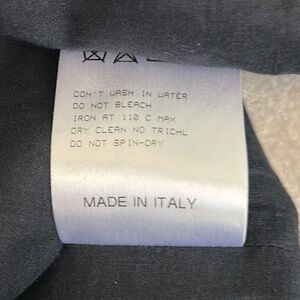 DON'T WASH IN WATER
DO NOT BLEACH
IRON AT 110 C MAX
DRY CLEAN NO TRICHL
DO NOT SPIN-DRY
MADE IN ITALY